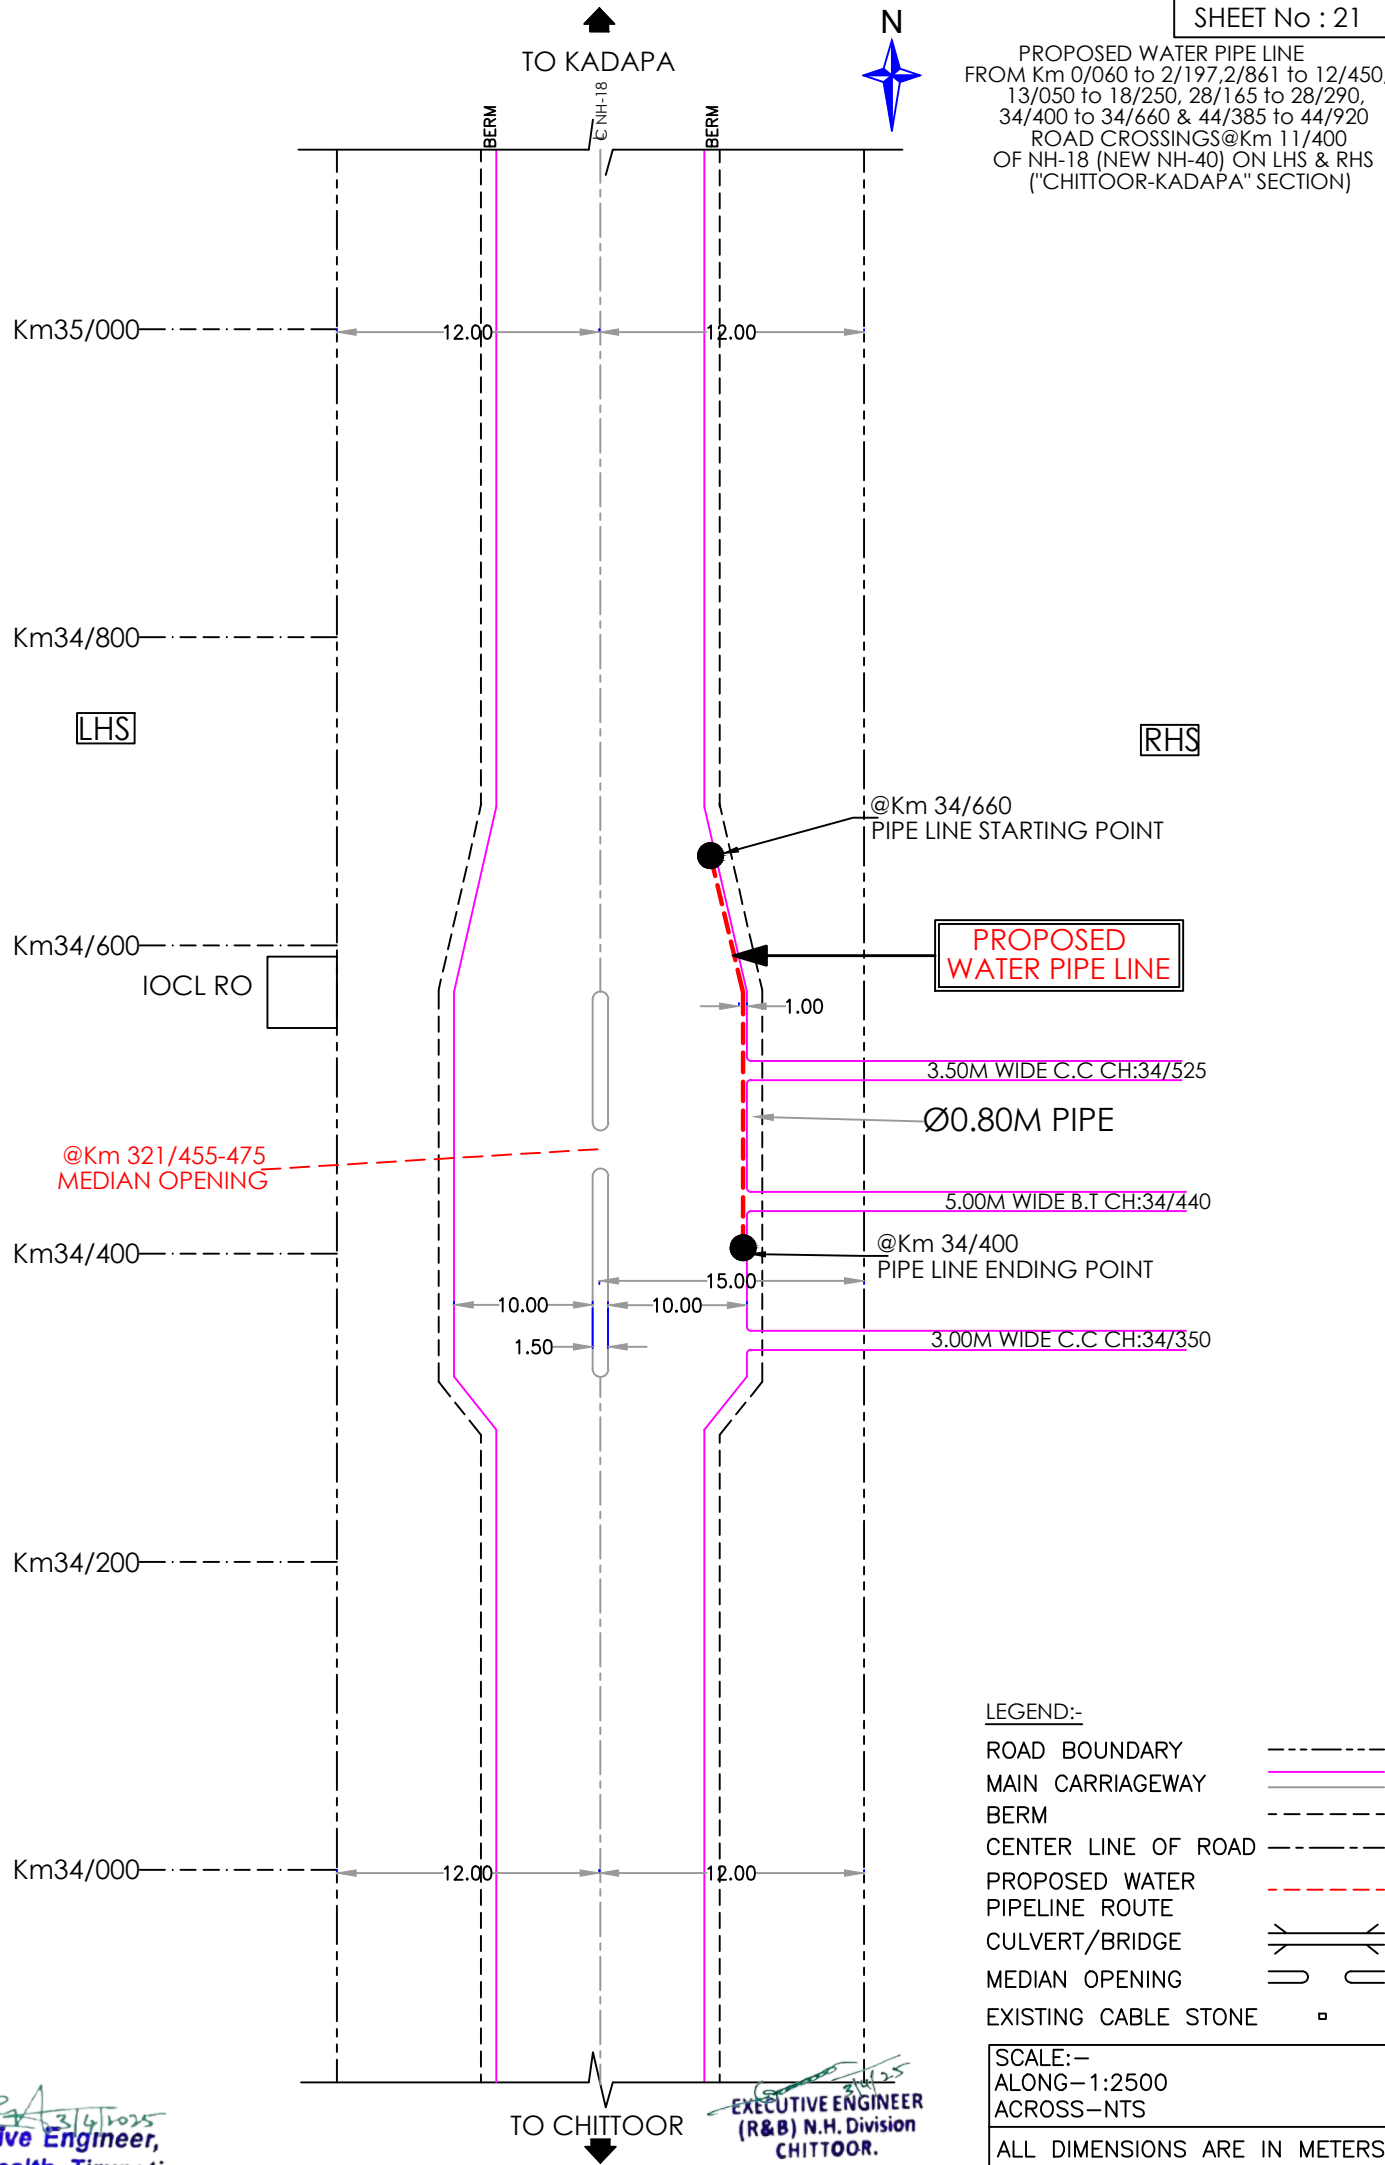 SHEET No : 21
N
TO KADAPA
PROPOSED WATER PIPE LINE
FROM Km 0/060 to 2/197,2/861 to 12/450,
13/050 to 18/250, 28/165 to 28/290,
34/400 to 34/660 & 44/385 to 44/920
ROAD CROSSINGS@Km 11/400
OF NH-18 (NEW NH-40) ON LHS & RHS
("CHITTOOR-KADAPA" SECTION)
BERM
NH-18
BERM
Km35/000
12.00
12.00
Km34/800
LHS
RHS
@Km 34/660
PIPE LINE STARTING POINT
Km34/600
PROPOSED
WATER PIPE LINE
IOCL RO
1.00
3.50M WIDE C.C CH:34/525
Ø0.80M PIPE
@Km 321/455-475
MEDIAN OPENING
5.00M WIDE B.T CH:34/440
Km34/400
@Km 34/400
PIPE LINE ENDING POINT
15.00
10.00
10.00
1.50
3.00M WIDE C.C CH:34/350
Km34/200
LEGEND:-
ROAD BOUNDARY
MAIN CARRIAGEWAY
BERM
CENTER LINE OF ROAD
PROPOSED WATER
PIPELINE ROUTE
CULVERT/BRIDGE
MEDIAN OPENING
EXISTING CABLE STONE
Km34/000
12.00
12.00
SCALE:-
ALONG-1:2500
ACROSS-NTS
ALL DIMENSIONS ARE IN METERS
TO CHITTOOR
3/4/2025
ive Engineer,
3/4/25
EXECUTIVE ENGINEER
(R&B) N.H. Division
CHITTOOR.